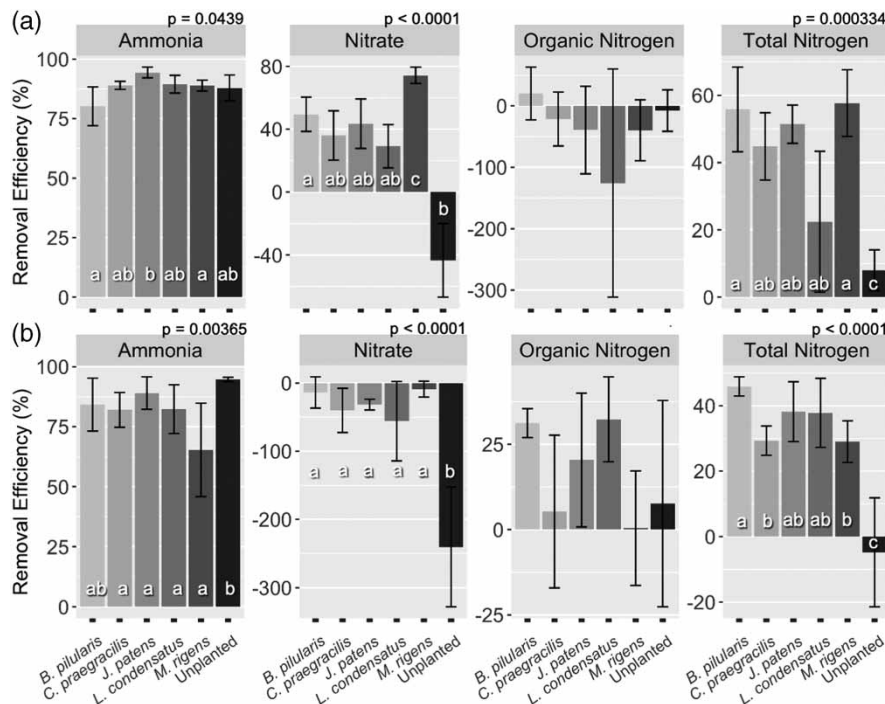 (a)
p = 0.0439
p < 0.0001
p = 0.000334
Ammonia
Nitrate
Organic Nitrogen
Total Nitrogen
Removal Efficiency (%)
100
75
50
25
0
80
40
0
-40
0
-100
-200
-300
60
40
20
0
a ab b ab a ab
a ab ab ab c b
a ab ab ab a c
(b)
p = 0.00365
p < 0.0001
Ammonia
Nitrate
Organic Nitrogen
Total Nitrogen
Removal Efficiency (%)
100
75
50
25
0
0
-100
-200
-300
25
0
-25
40
20
0
-20
ab a a a a b
a a a a a b
a b ab ab b c
B. pilularis
C. praegracilis
J. patens
L. condensatus
M. rigens
Unplanted
B. pilularis
C. praegracilis
J. patens
L. condensatus
M. rigens
Unplanted
B. pilularis
C. praegracilis
J. patens
L. condensatus
M. rigens
Unplanted
B. pilularis
C. praegracilis
J. patens
L. condensatus
M. rigens
Unplanted